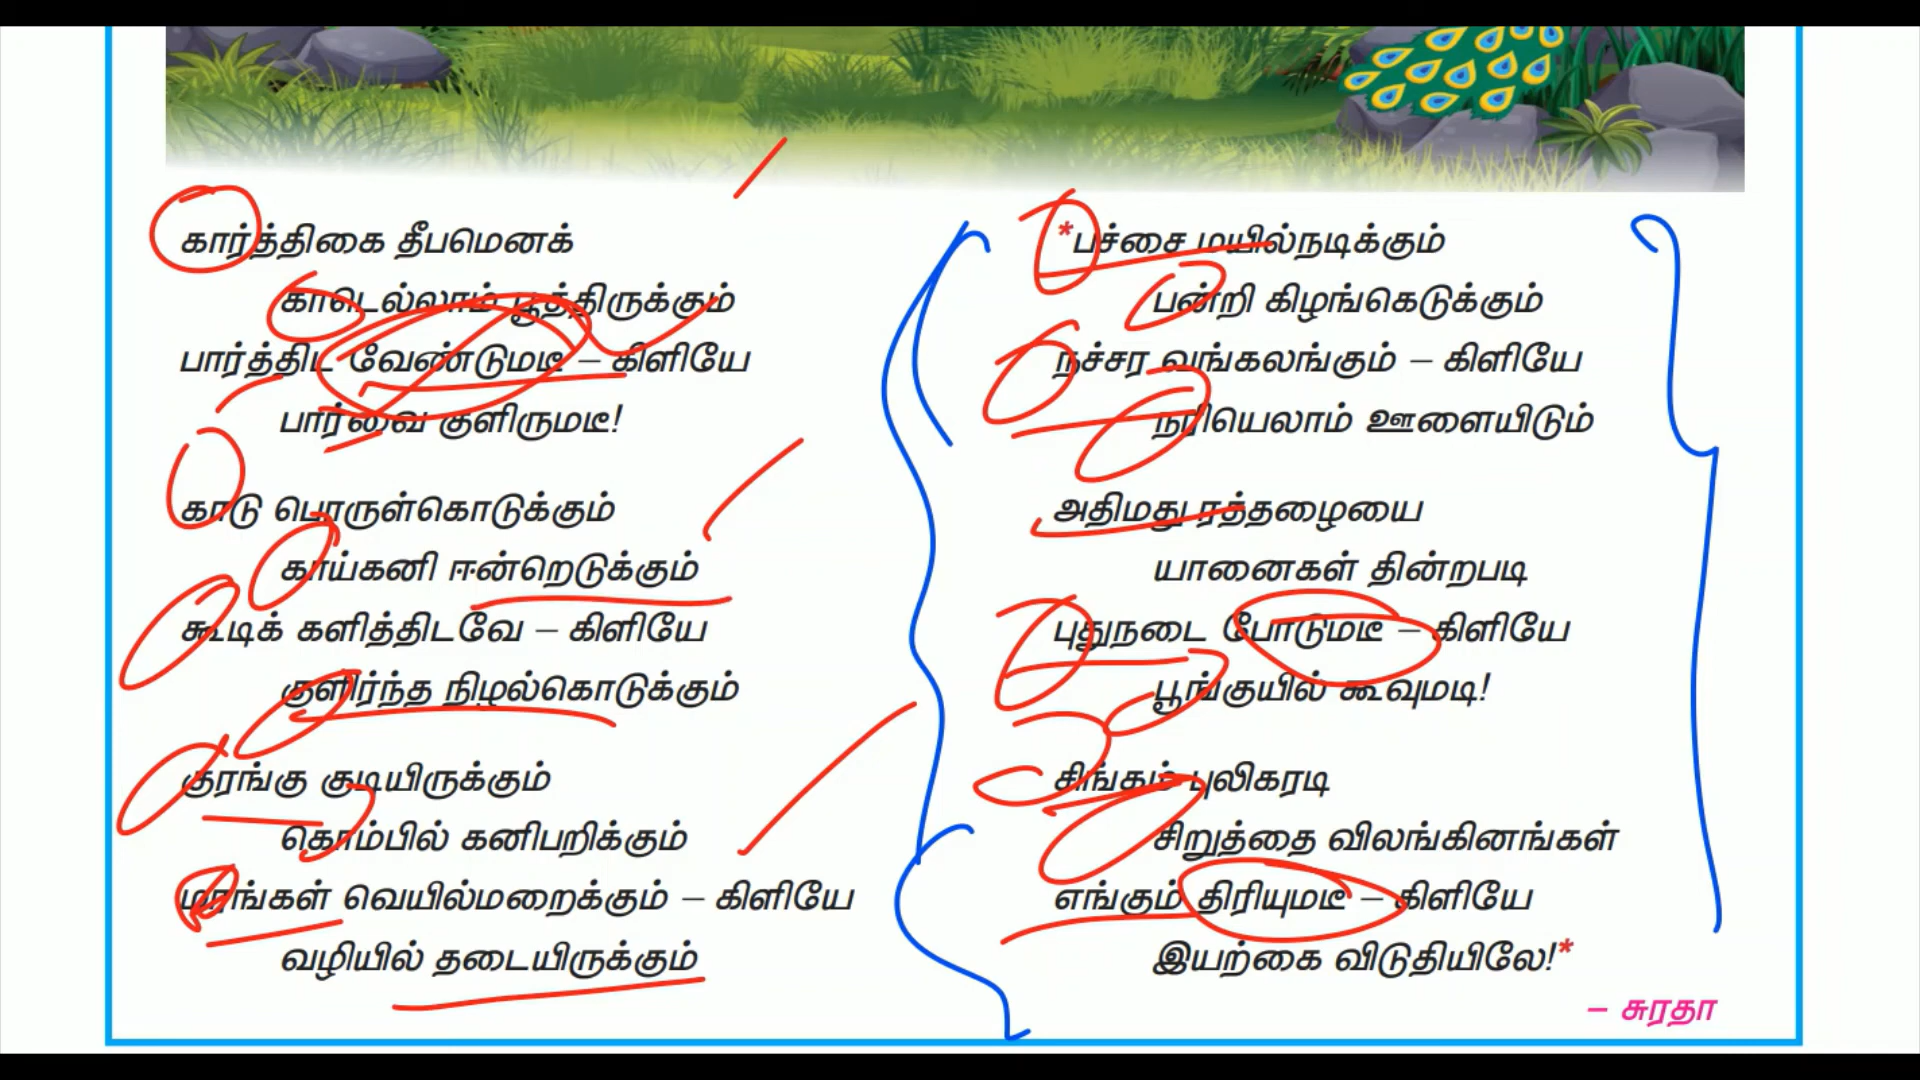 கார்த்திகை தீபமெனக்
காடெல்லாம் பூத்திருக்கும்
பார்த்திட வேண்டுமடீ – கிளியே
பார்வை குளிருமடீ!
காடு பொருள்கொடுக்கும்
காய்கனி ஈன்றெடுக்கும்
கூடிக் களித்திடவே – கிளியே
குளிர்ந்த நிழல்கொடுக்கும்
குரங்கு குடியிருக்கும்
கொம்பில் கனிபறிக்கும்
மரங்கள் வெயில்மறைக்கும் – கிளியே
வழியில் தடையிருக்கும்
*பச்சை மயில்நடிக்கும்
பன்றி கிழங்கெடுக்கும்
நச்சர வங்கலங்கும் – கிளியே
நரியெலாம் ஊளையிடும்
அதிமது ரத்தழையை
யானைகள் தின்றபடி
புதுநடை போடுமடீ – கிளியே
பூங்குயில் கூவுமடி!
சிங்கம் புலிகரடி
சிறுத்தை விலங்கினங்கள்
எங்கும் திரியுமடீ – கிளியே
இயற்கை விடுதியிலே!*
– சுரதா